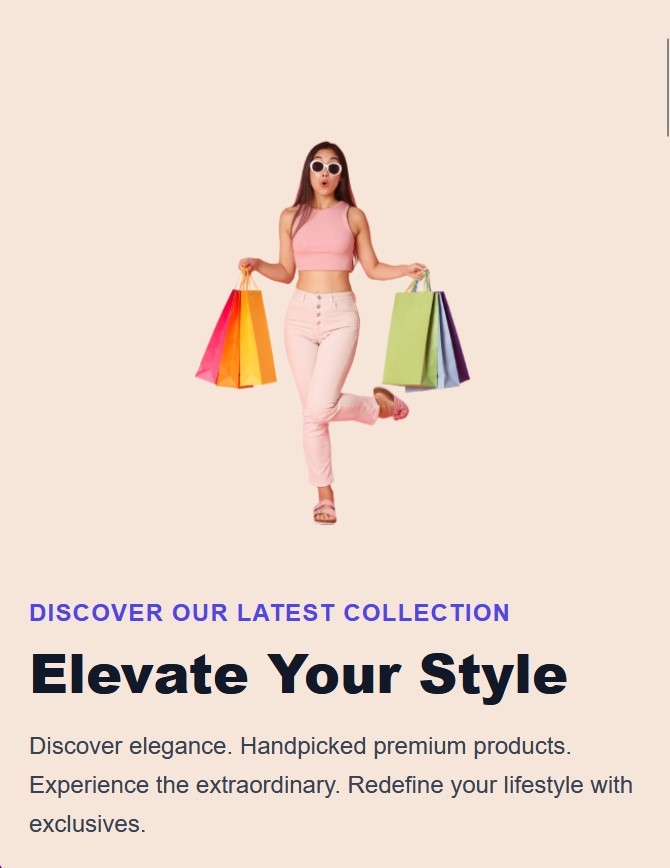 DISCOVER OUR LATEST COLLECTION
Elevate Your Style
Discover elegance. Handpicked premium products.
Experience the extraordinary. Redefine your lifestyle with
exclusives.